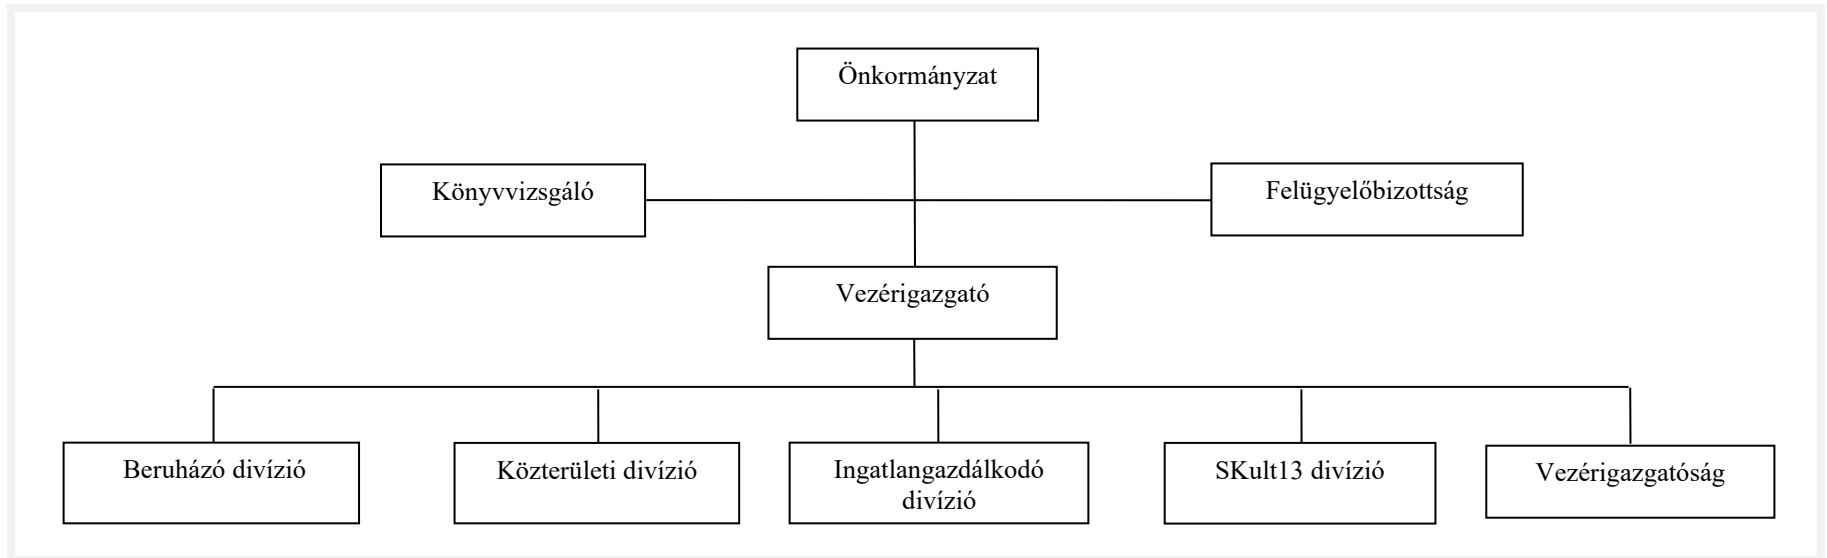 Önkormányzat
Könyvvizsgáló
Felügyelőbizottság
Vezérigazgató
Beruházó divízió
Közterületi divízió
Ingatlangazdálkodó
divízió
SKult13 divízió
Vezérigazgatóság